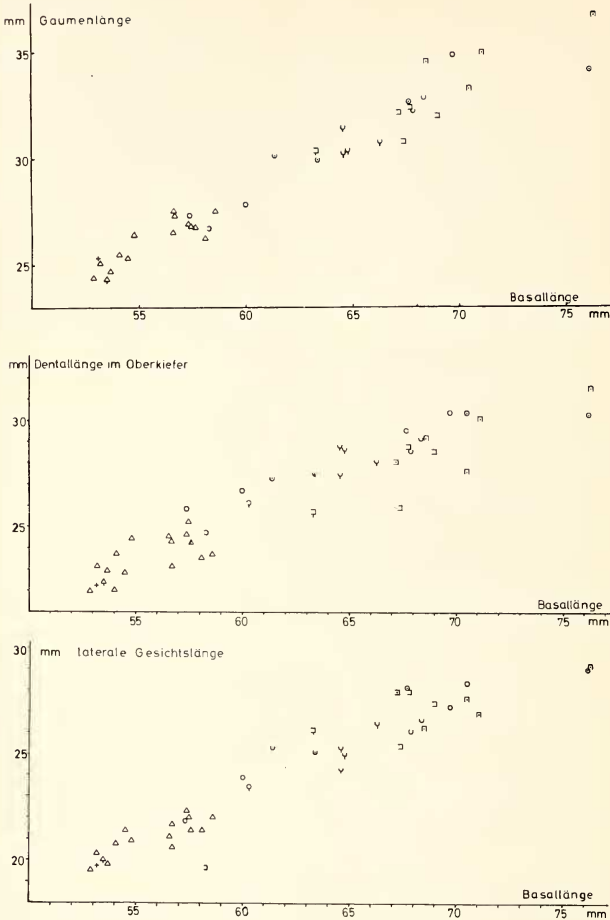 mm Gaumenlänge
35
30
25
Basallänge
55 60 65 70 75 mm
mm Dentallänge im Oberkiefer
30
25
Basallänge
55 60 65 70 75 mm
30
mm laterale Gesichtslänge
25
20
Basallänge
55 60 65 70 75 mm